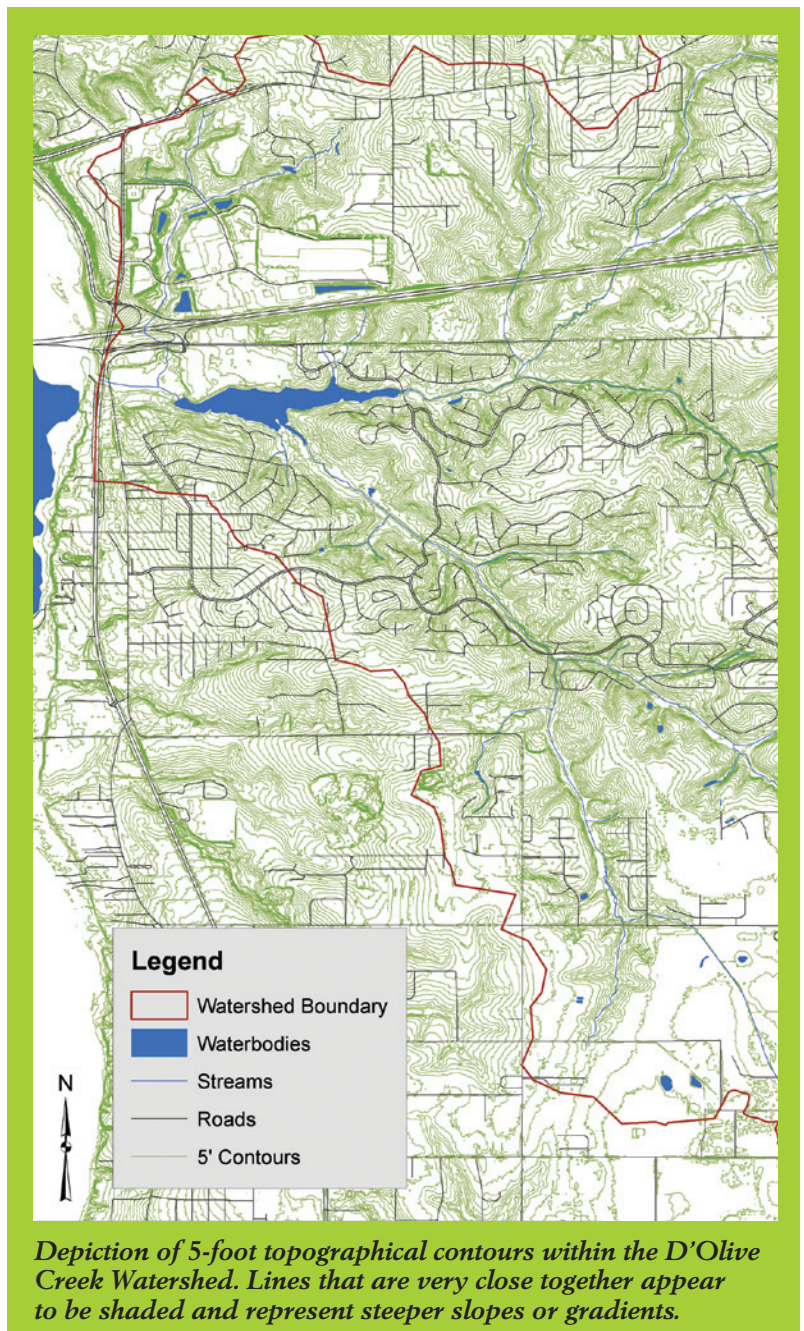 Legend
Watershed Boundary
Waterbodies
Streams
Roads
5' Contours
N
Depiction of 5-foot topographical contours within the D’Olive
Creek Watershed. Lines that are very close together appear
to be shaded and represent steeper slopes or gradients.